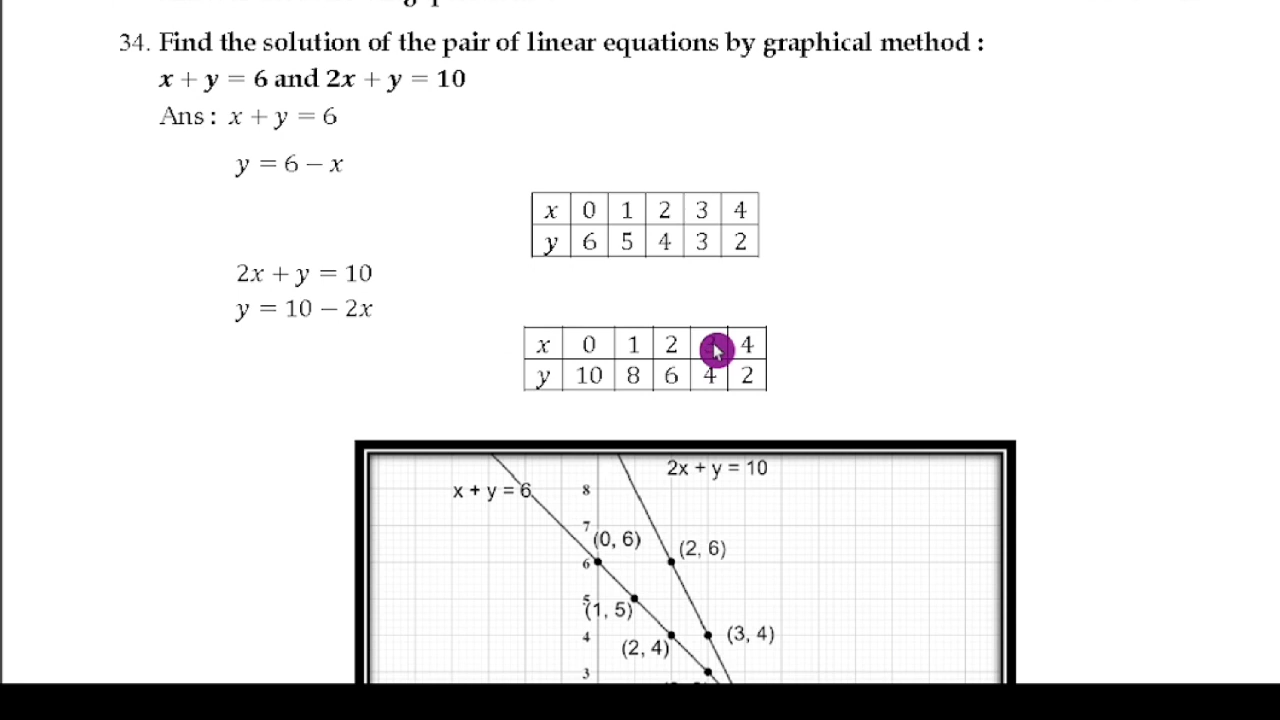 34. Find the solution of the pair of linear equations by graphical method :
x + y = 6 and 2x + y = 10
Ans : x + y = 6
y = 6 – x
x 0 1 2 3 4
y 6 5 4 3 2
2x + y = 10
y = 10 – 2x
x 0 1 2 4
y 10 8 6 4 2
2x + y = 10
x + y = 6
8
7
(0, 6)
(2, 6)
6
5
(1, 5)
4
(3, 4)
(2, 4)
3